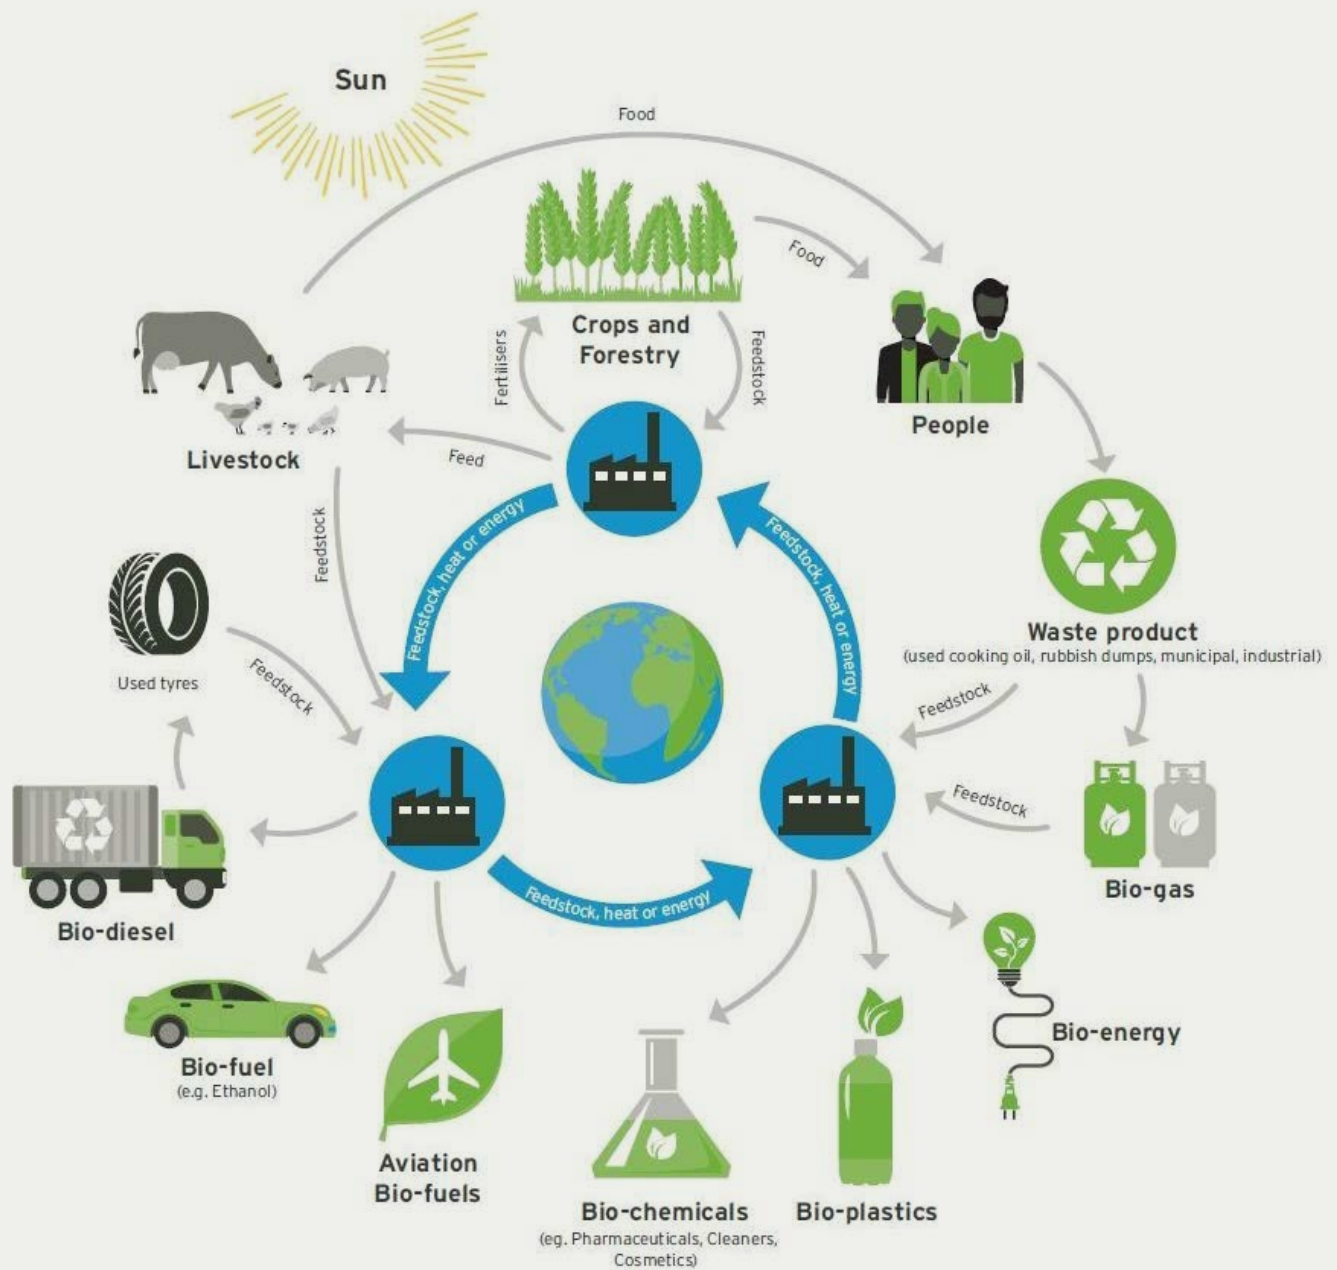 Sun
Food
Food
Crops and
Forestry
Fertilisers
Feedstock
People
Livestock
Feed
Feedstock
Feedstock, heat or energy
Feedstock, heat or energy
Waste product
(used cooking oil, rubbish dumps, municipal, industrial)
Used tyres
Feedstock
Feedstock
Feedstock
Bio-gas
Feedstock, heat or energy
Bio-diesel
Bio-fuel
(e.g. Ethanol)
Aviation
Bio-fuels
Bio-chemicals
(eg. Pharmaceuticals, Cleaners,
Cosmetics)
Bio-plastics
Bio-energy